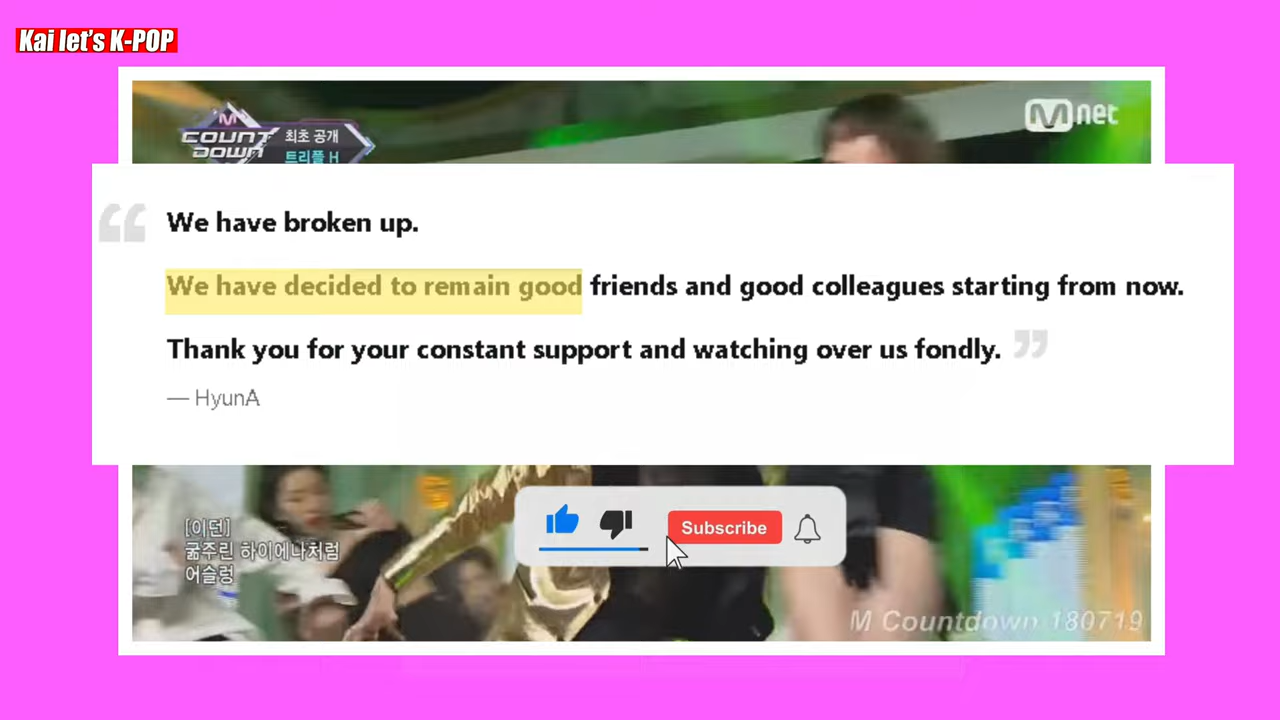 Kai let's K-POP
M COUNT DOWN
최초 공개
트리플 H
M net
“ We have broken up.
We have decided to remain good friends and good colleagues starting from now.
Thank you for your constant support and watching over us fondly. ”
— HyunA
[이던]
굶주린 하이에나처럼
어슬렁
Subscribe
M Countdown 180719